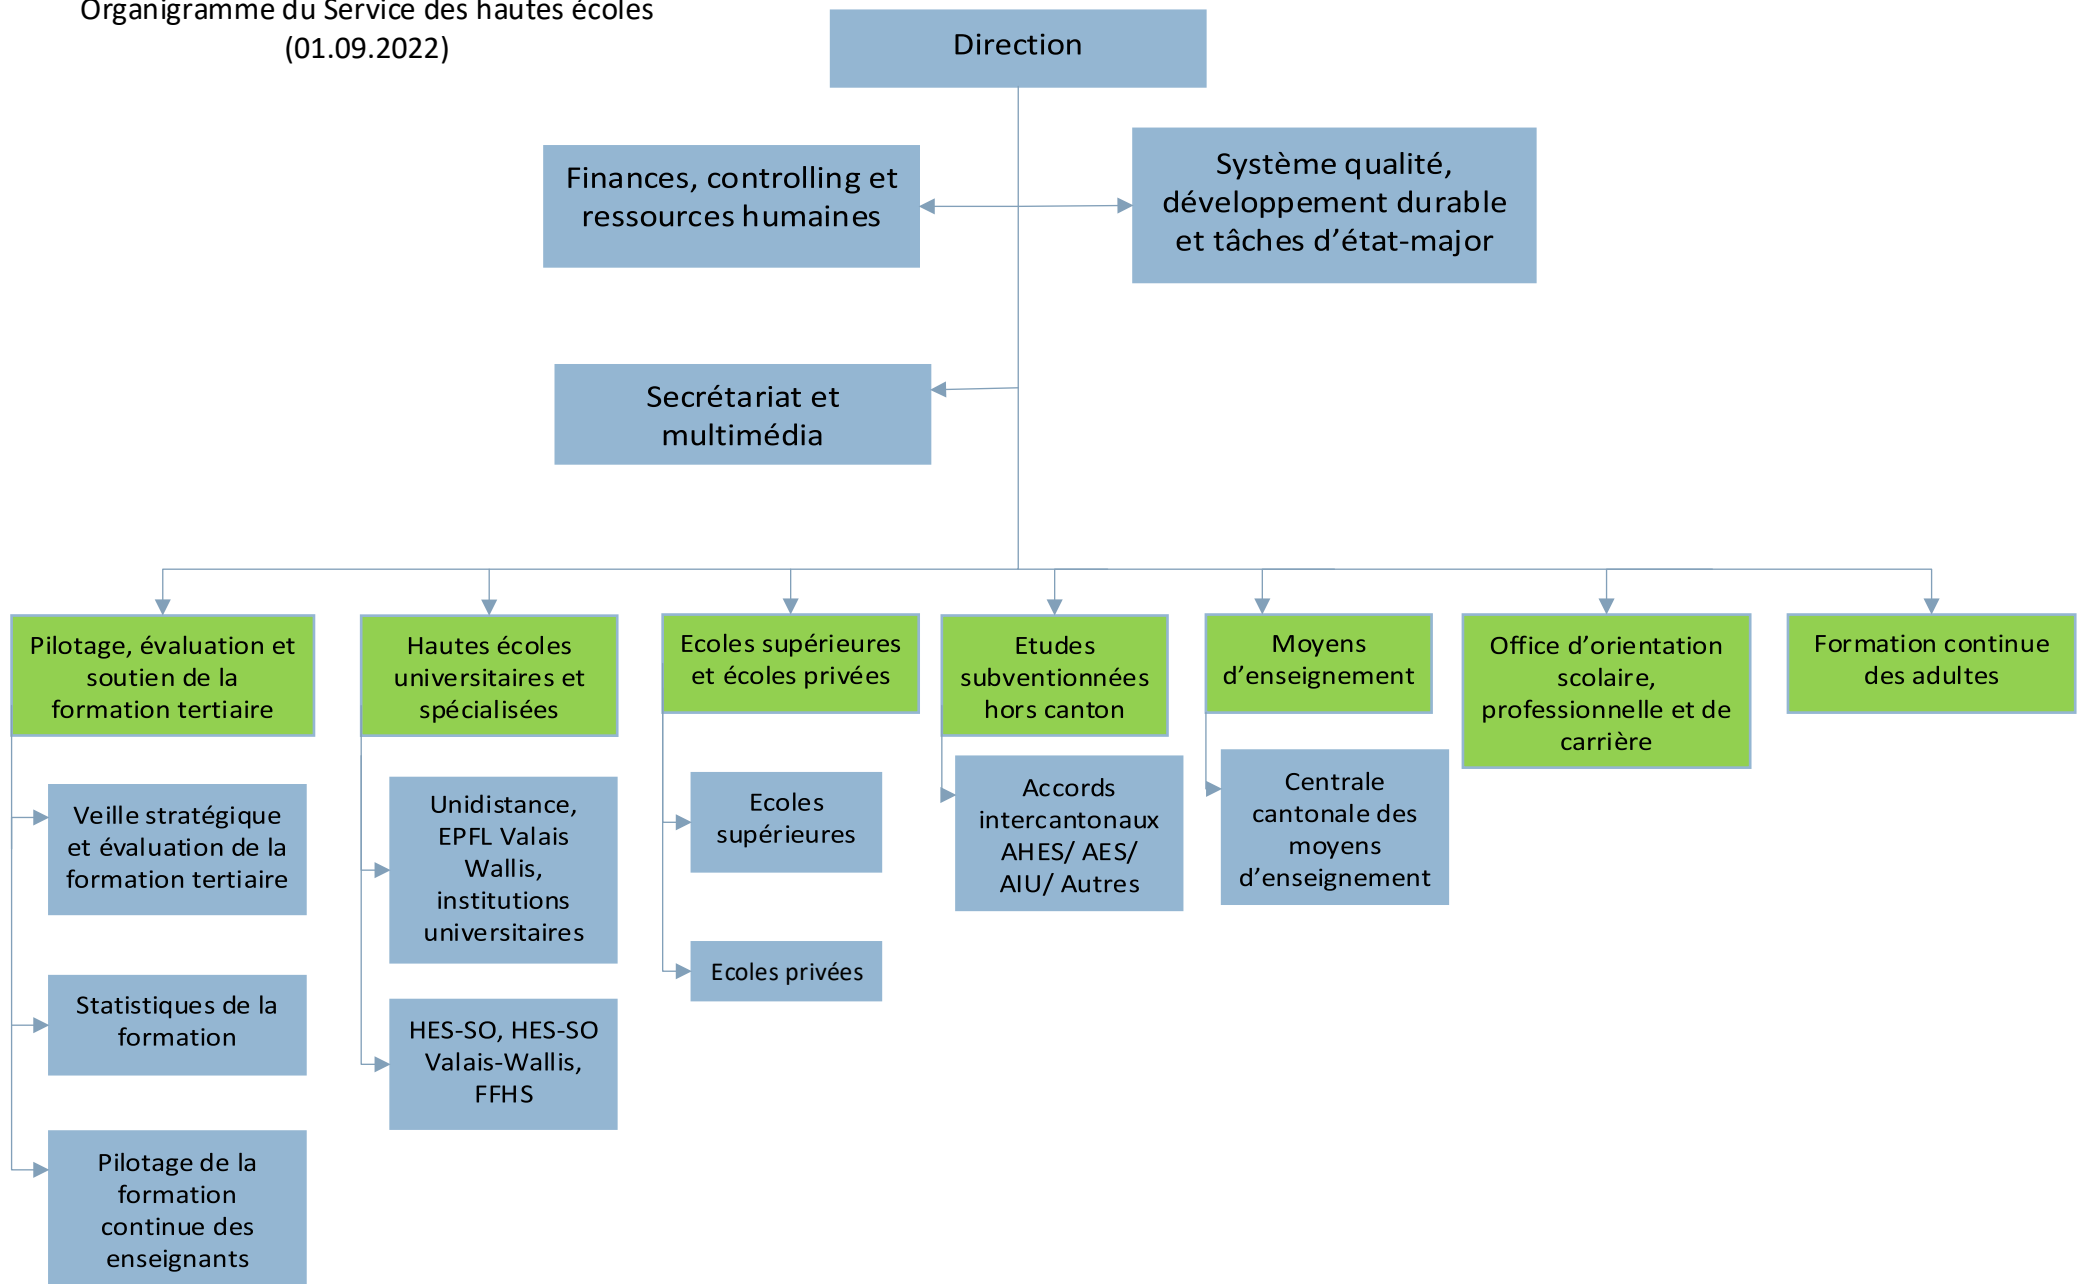 Organigramme du Service des hautes écoles
(01.09.2022)
Direction
Finances, controlling et
ressources humaines
Système qualité,
développement durable
et tâches d’état-major
Secrétariat et
multimédia
Pilotage, évaluation et
soutien de la
formation tertiaire
Hautes écoles
universitaires et
spécialisées
Ecoles supérieures
et écoles privées
Etudes
subventionnées
hors canton
Moyens
d’enseignement
Office d’orientation
scolaire,
professionnelle et de
carrière
Formation continue
des adultes
Veille stratégique
et évaluation de la
formation tertiaire
Statistiques de la
formation
Pilotage de la
formation
continue des
enseignants
Unidistance,
EPFL Valais
Wallis,
institutions
universitaires
HES-SO, HES-SO
Valais-Wallis,
FFHS
Ecoles
supérieures
Ecoles privées
Accords
intercantonaux
AHES/ AES/
AIU/ Autres
Centrale
cantonale des
moyens
d’enseignement